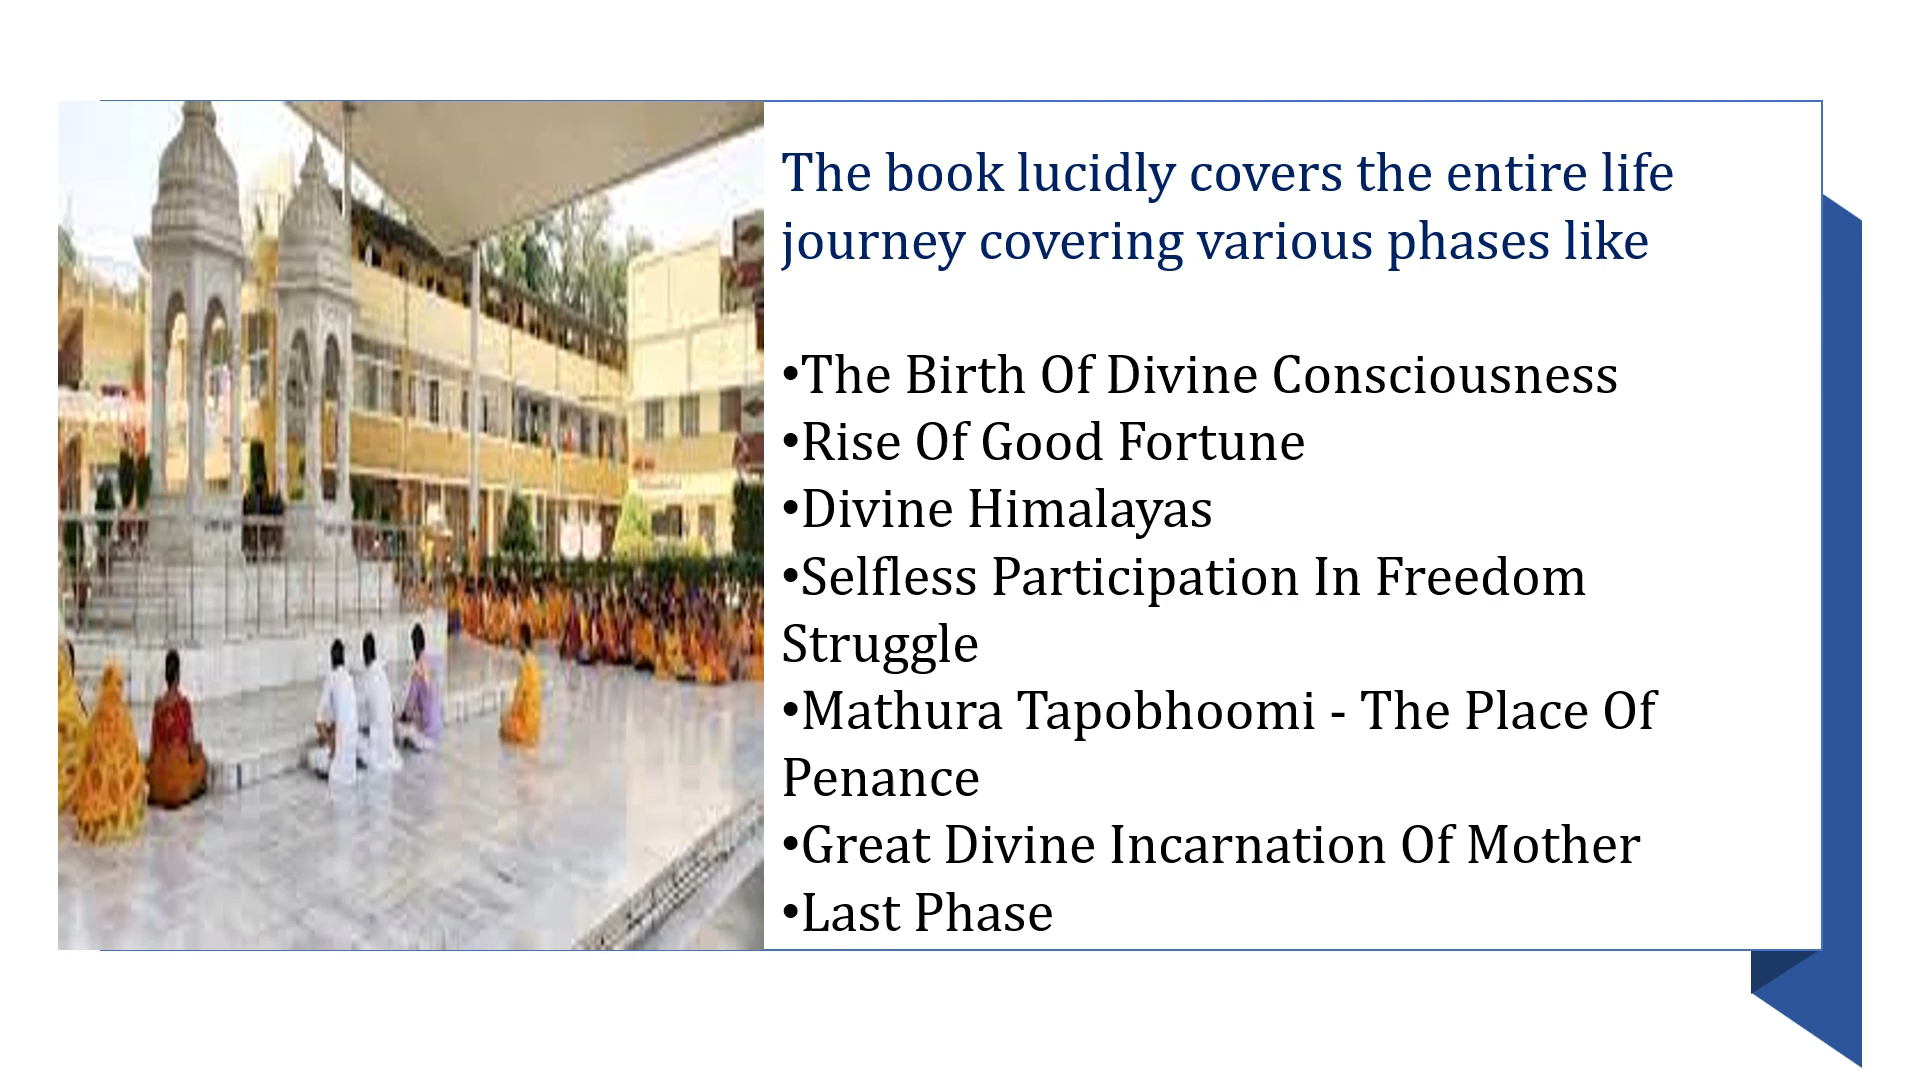 The book lucidly covers the entire life
journey covering various phases like
•The Birth Of Divine Consciousness
•Rise Of Good Fortune
•Divine Himalayas
•Selfless Participation In Freedom
Struggle
•Mathura Tapobhoomi - The Place Of
Penance
•Great Divine Incarnation Of Mother
•Last Phase